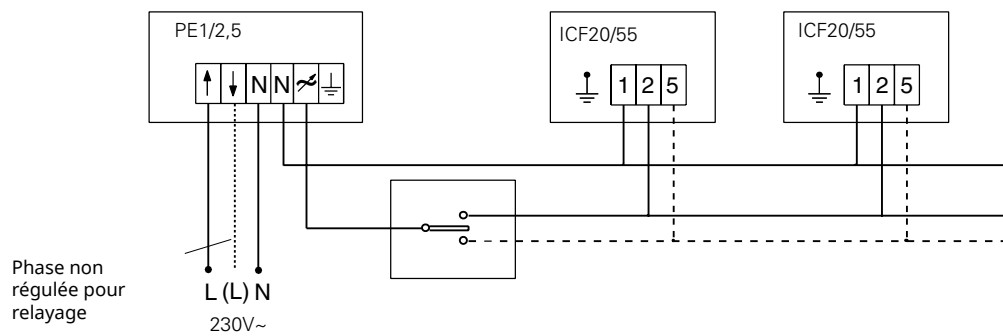 PE1/2,5
ICF20/55
ICF20/55
N N
1 2 5
1 2 5
Phase non
régulée pour
relayage
L (L) N
230V~